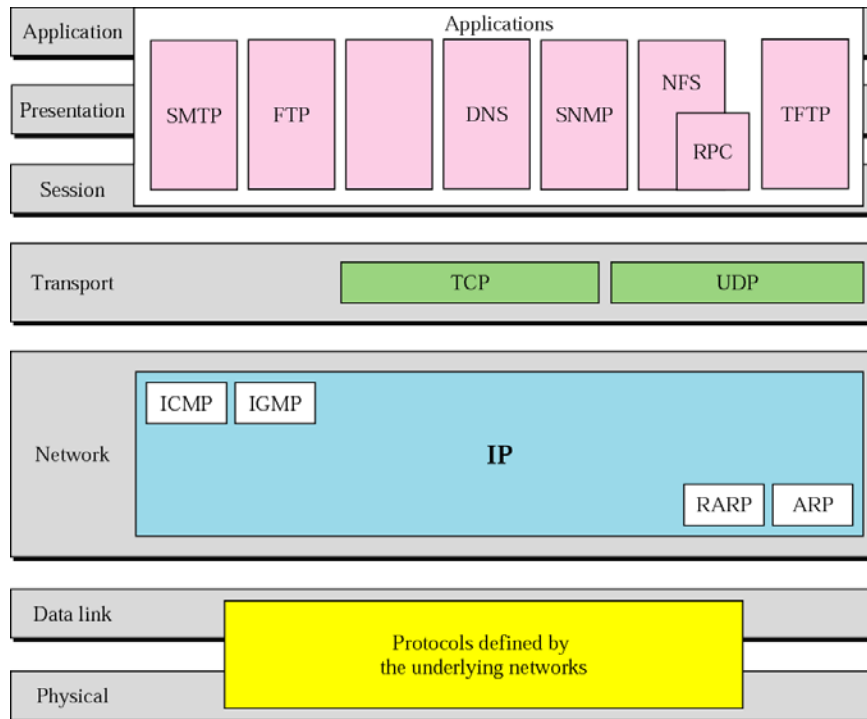 Application
Applications
Presentation
SMTP
FTP
DNS
SNMP
NFS
RPC
TFTP
Session
Transport
TCP
UDP
Network
ICMP
IGMP
IP
RARP
ARP
Data link
Protocols defined by
the underlying networks
Physical